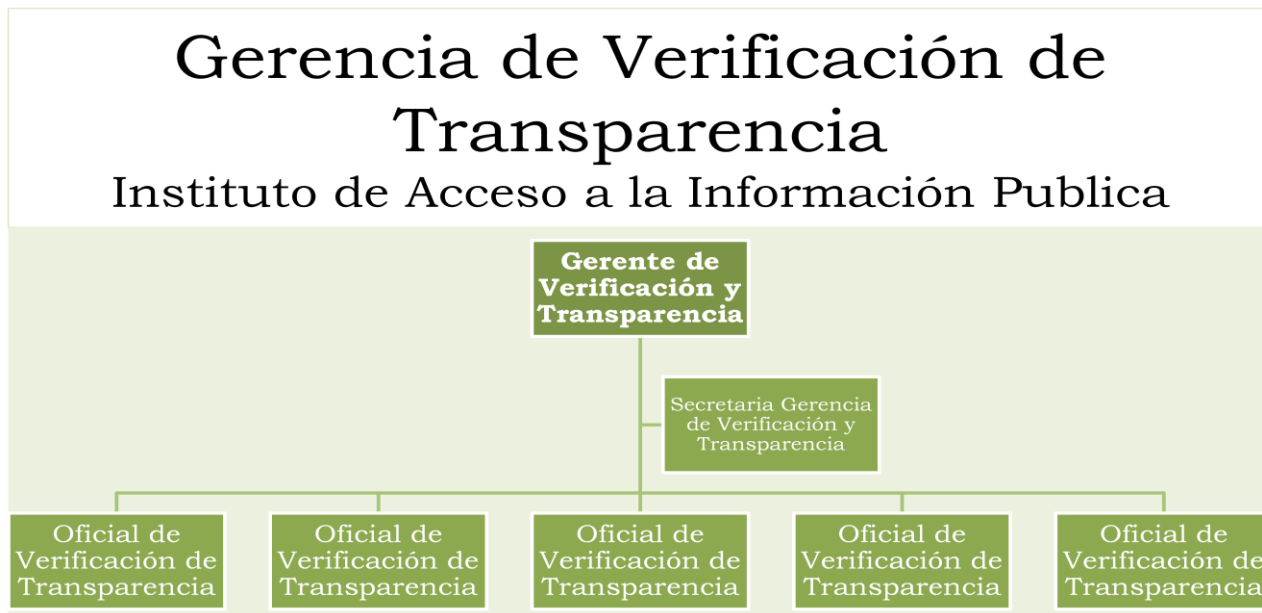 Gerencia de Verificación de
Transparencia
Instituto de Acceso a la Información Publica
Gerente de
Verificación y
Transparencia
Secretaria Gerencia
de Verificación y
Transparencia
Oficial de
Verificación de
Transparencia
Oficial de
Verificación de
Transparencia
Oficial de
Verificación de
Transparencia
Oficial de
Verificación de
Transparencia
Oficial de
Verificación de
Transparencia